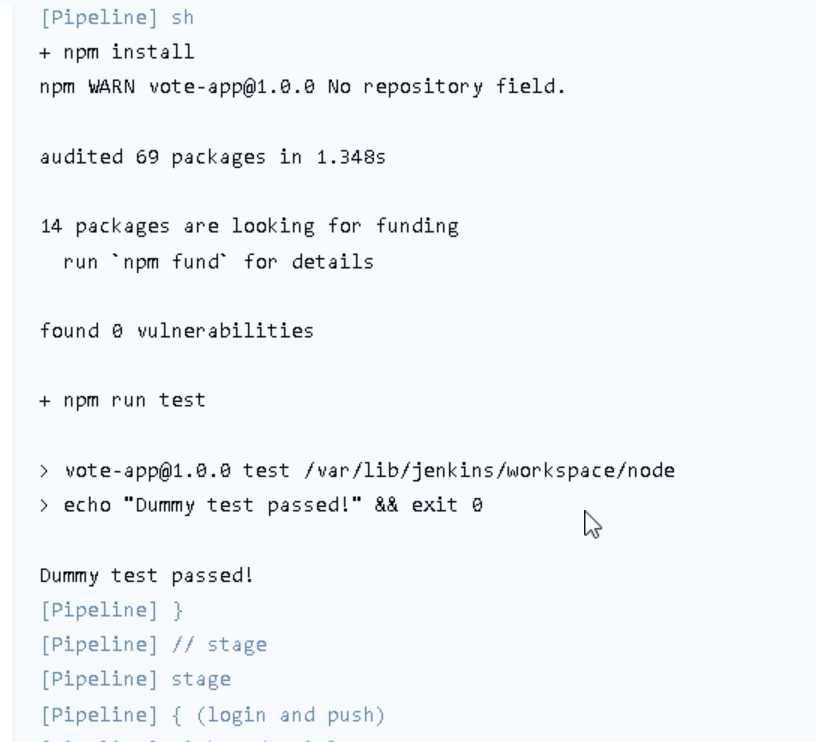 [Pipeline] sh
+ npm install
npm WARN vote-app@1.0.0 No repository field.
audited 69 packages in 1.348s
14 packages are looking for funding
  run `npm fund` for details
found 0 vulnerabilities
+ npm run test
> vote-app@1.0.0 test /var/lib/jenkins/workspace/node
> echo "Dummy test passed!" && exit 0
Dummy test passed!
[Pipeline] }
[Pipeline] // stage
[Pipeline] stage
[Pipeline] { (login and push)